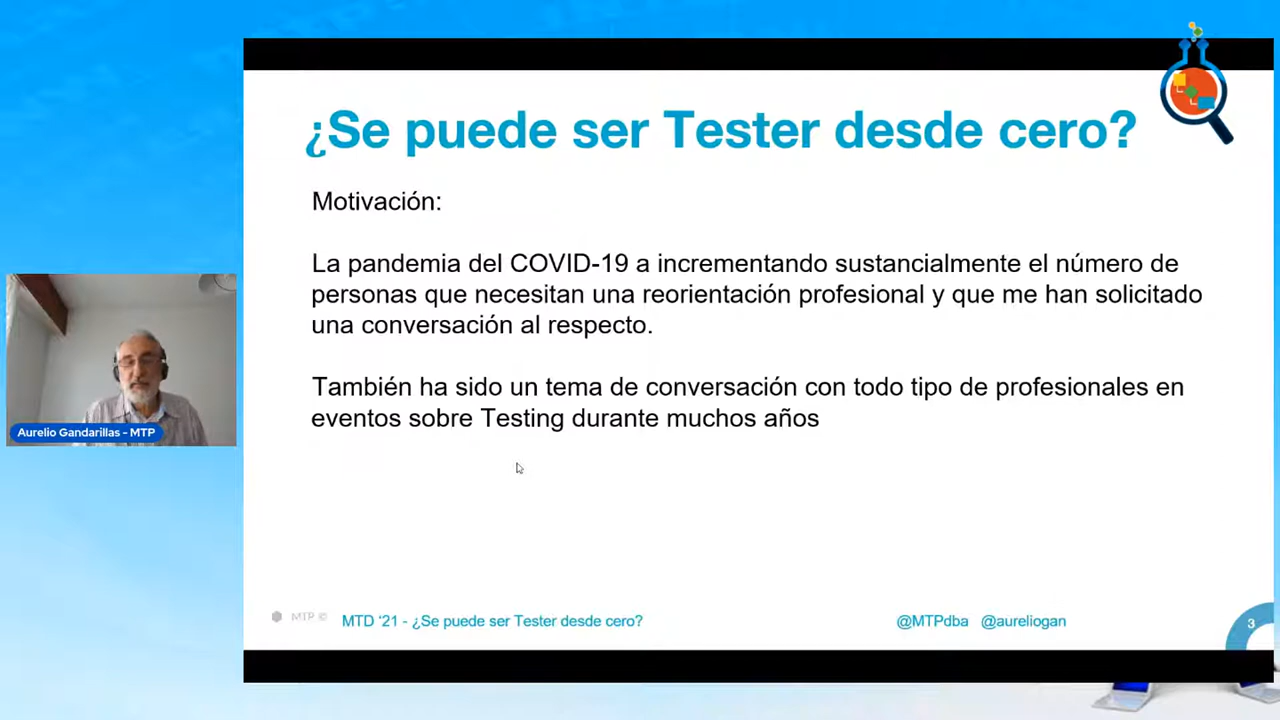 ¿Se puede ser Tester desde cero?
Motivación:
La pandemia del COVID-19 a incrementando sustancialmente el número de
personas que necesitan una reorientación profesional y que me han solicitado
una conversación al respecto.
También ha sido un tema de conversación con todo tipo de profesionales en
eventos sobre Testing durante muchos años
Aurelio Gandarillas - MTP
MTP ©
MTD ‘21 - ¿Se puede ser Tester desde cero?
@MTPdba @aureliogan
3